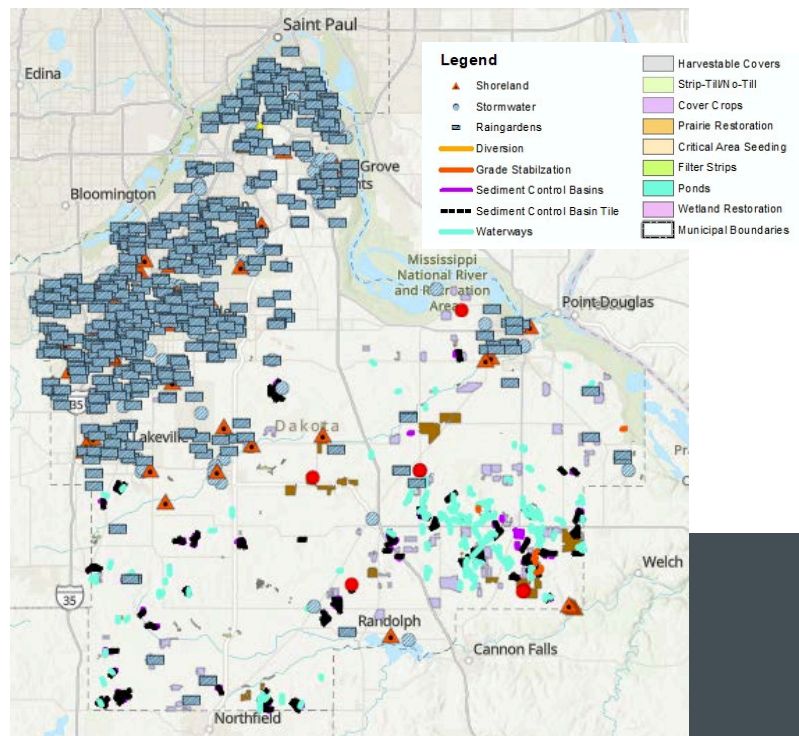 Saint Paul
Edina
Legend
Shoreland
Stormwater
Raingardens
Diversion
Grade Stabilzation
Sediment Control Basins
Sediment Control Basin Tile
Waterways
Harvestable Covers
Strip-Till/No-Till
Cover Crops
Prairie Restoration
Critical Area Seeding
Filter Strips
Ponds
Wetland Restoration
Municipal Boundaries
Grove
Bloomington
Mississippi
National River
and Recreation
Area
Point Douglas
35
Dakota
Lakeville
Welch
35
Randolph
Cannon Falls
Northfield